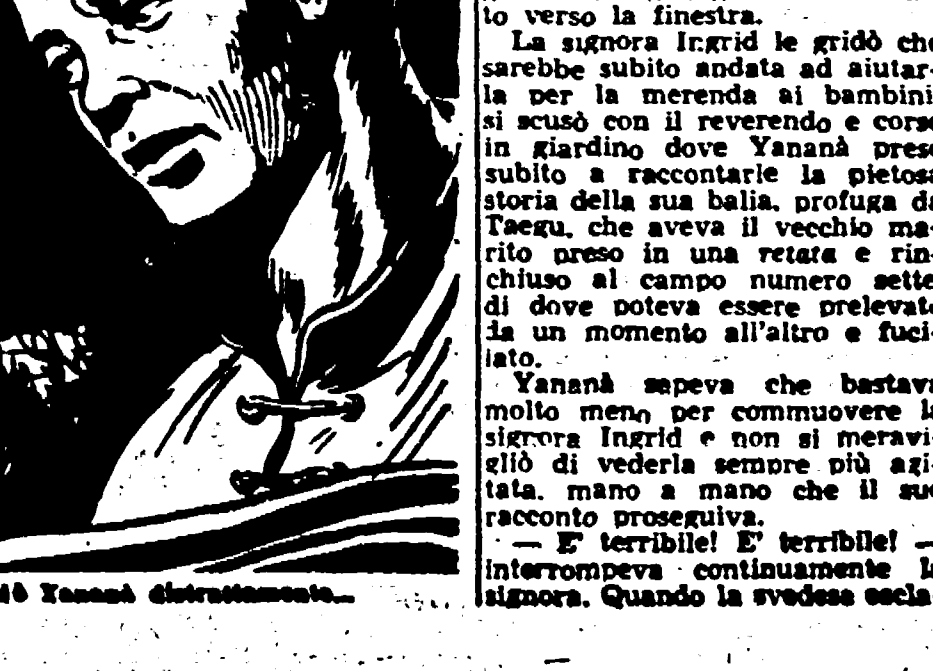 to verso la finestra.
La signora Ingrid le gridò che
sarebbe subito andata ad aiutar-
la per la merenda ai bambini
si scusò con il reverendo e corse
in giardino dove Yananà prese
subito a raccontarle la pietosa
storia della sua balia, profuga da
Taegu, che aveva il vecchio ma-
rito preso in una retata e rin-
chiuso al campo numero sette
di dove poteva essere prelevato
da un momento all'altro e fuci-
lato.
Yananà sapeva che bastava
molto meno per commuovere la
signora Ingrid e non si meravi-
gliò di vederla sempre più agi-
tata, mano a mano che il suo
racconto proseguiva.
— E' terribile! E' terribile! —
interrompeva continuamente la
signora. Quando la svedese escla-
Yananà distrattamente...